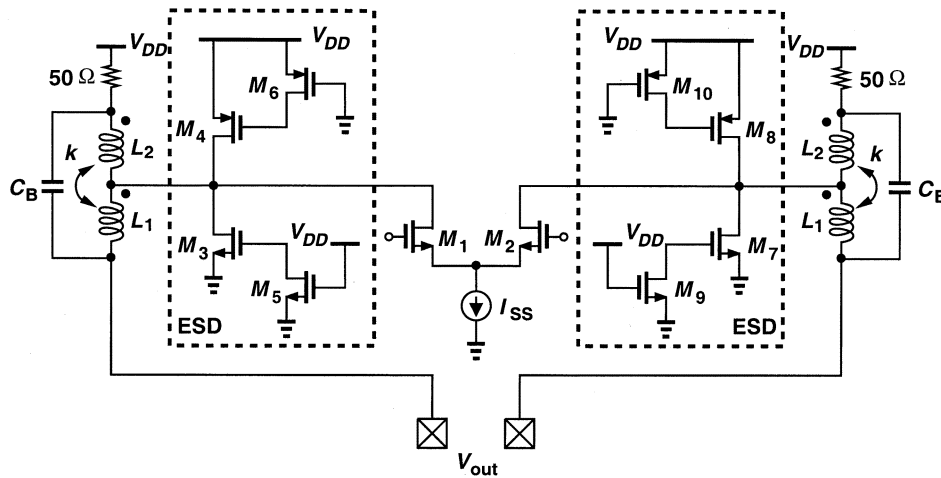 V_DD
50 Ω
C_B
k
L_2
L_1
V_DD
M_6
M_4
M_3
V_DD
M_5
ESD
M_1
M_2
I_SS
V_DD
M_10
M_8
V_DD
M_7
M_9
ESD
V_DD
50 Ω
L_2
k
L_1
C_B
V_out